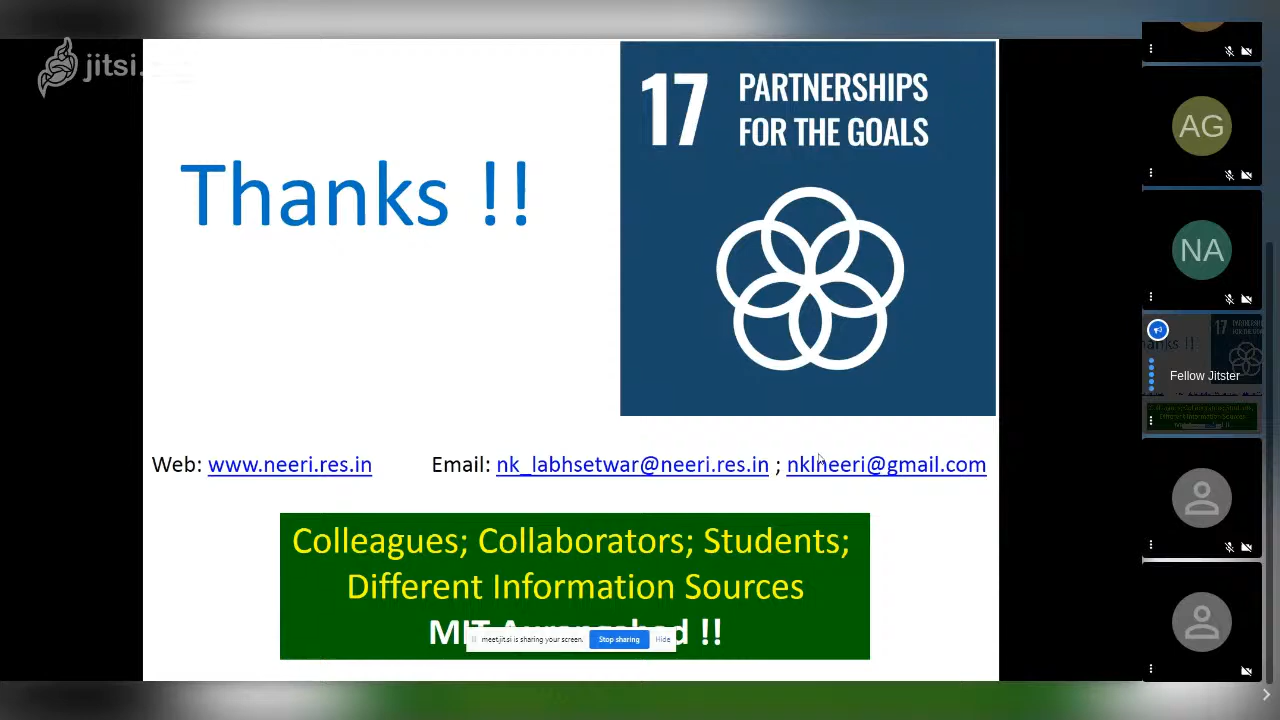 jitsi.
Thanks !!
17 PARTNERSHIPS
FOR THE GOALS
Web: www.neeri.res.in Email: nk_labhsetwar@neeri.res.in ; nklneeri@gmail.com
Colleagues; Collaborators; Students;
Different Information Sources
MIT !!
meet.jit.si is sharing your screen. Stop sharing Hide
AG
NA
Fellow Jitster